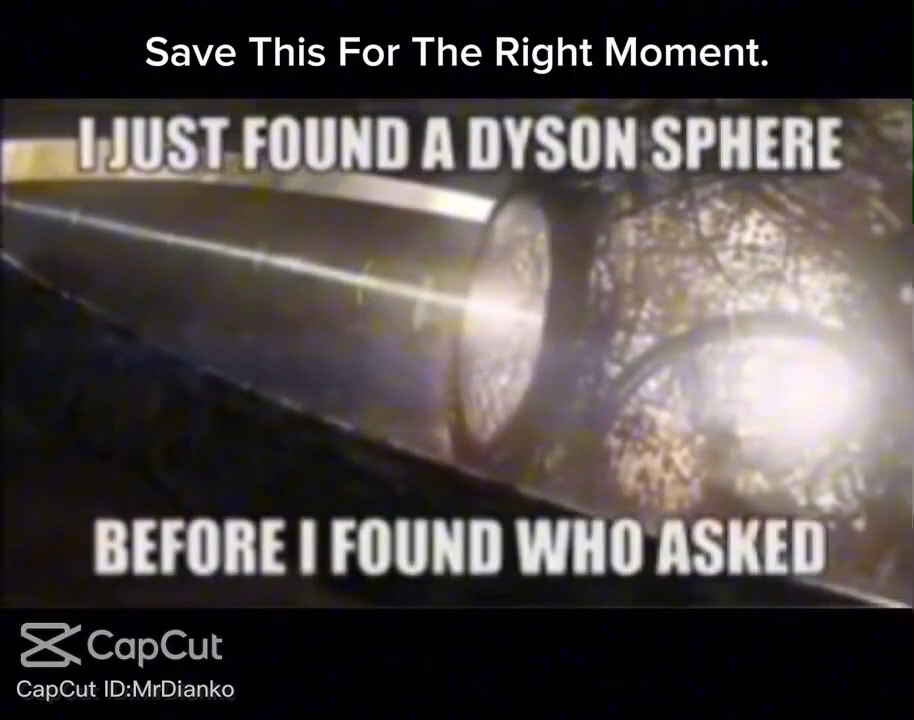 Save This For The Right Moment.
I JUST FOUND A DYSON SPHERE
BEFORE I FOUND WHO ASKED
CapCut
CapCut ID:MrDianko